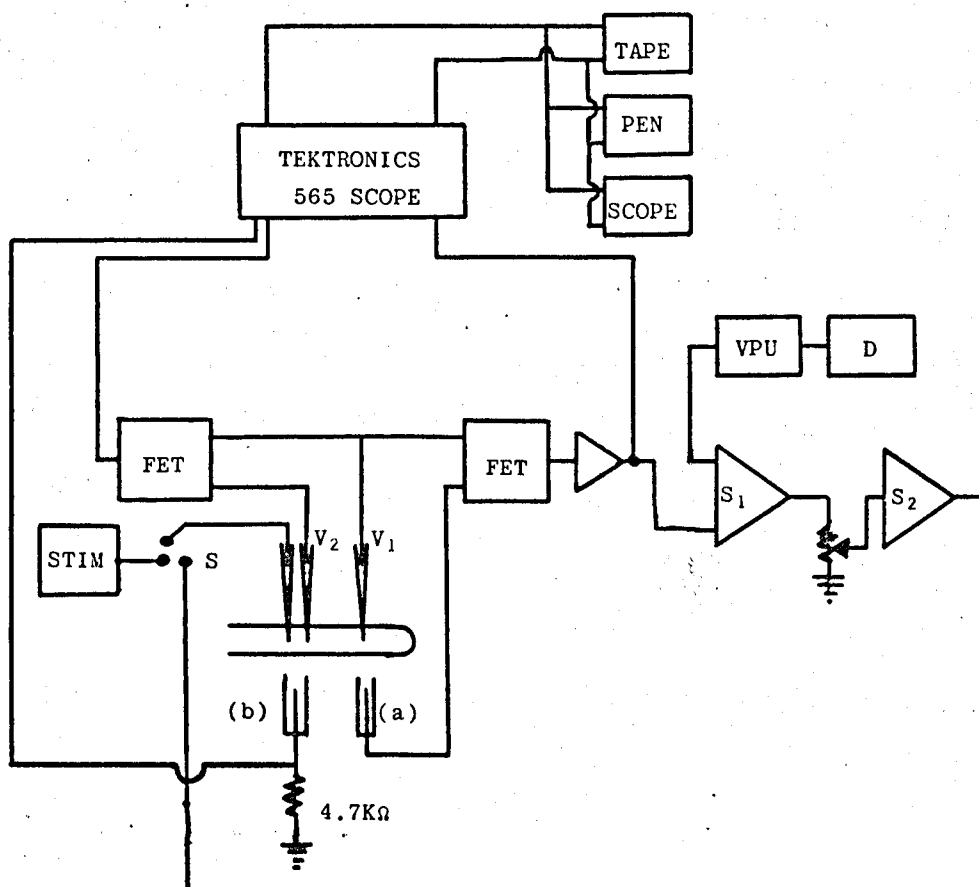 TAPE
TEKTRONICS
565 SCOPE
PEN
SCOPE
VPU
D
FET
FET
S1
S2
STIM
S
V2
V1
(b)
(a)
4.7KΩ